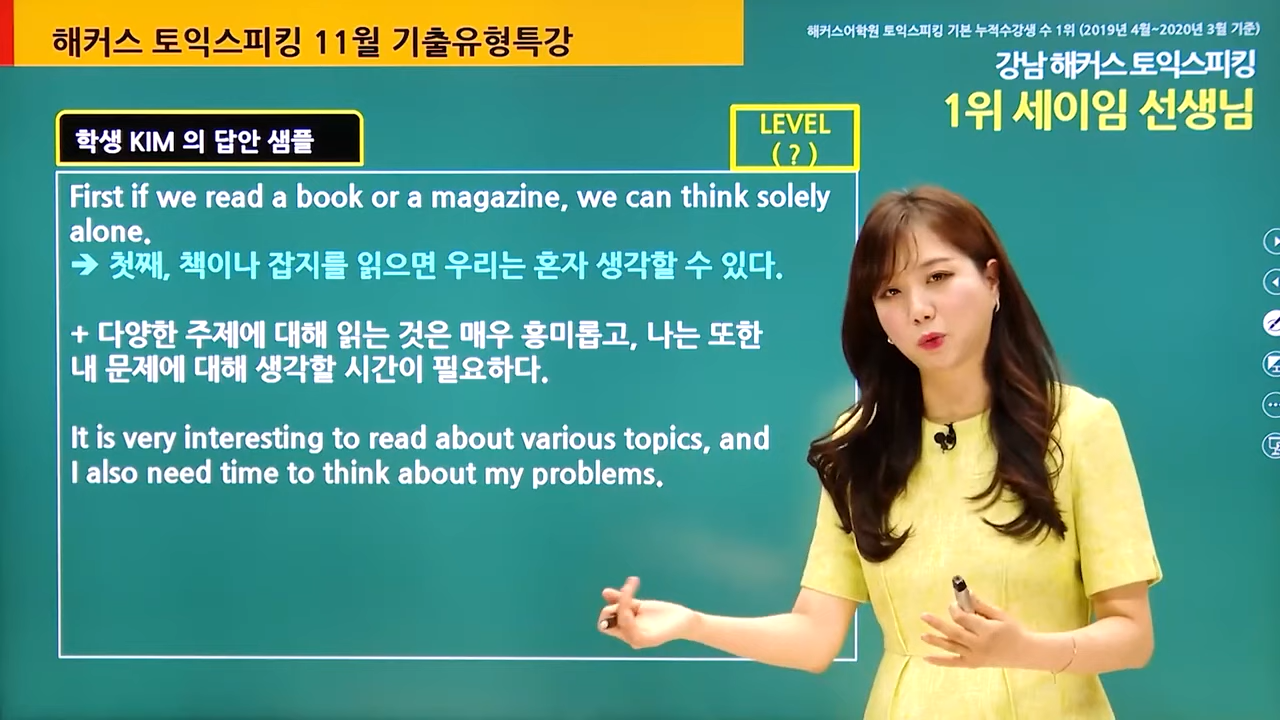 해커스 토익스피킹 11월 기출유형특강
해커스어학원 토익스피킹 기본 누적수강생 수 1위 (2019년 4월~2020년 3월 기준)
강남 해커스 토익스피킹
1위 세이임 선생님
학생 KIM 의 답안 샘플
LEVEL
( ? )
First if we read a book or a magazine, we can think solely
alone.
→ 첫째, 책이나 잡지를 읽으면 우리는 혼자 생각할 수 있다.
+ 다양한 주제에 대해 읽는 것은 매우 흥미롭고, 나는 또한
내 문제에 대해 생각할 시간이 필요하다.
It is very interesting to read about various topics, and
I also need time to think about my problems.